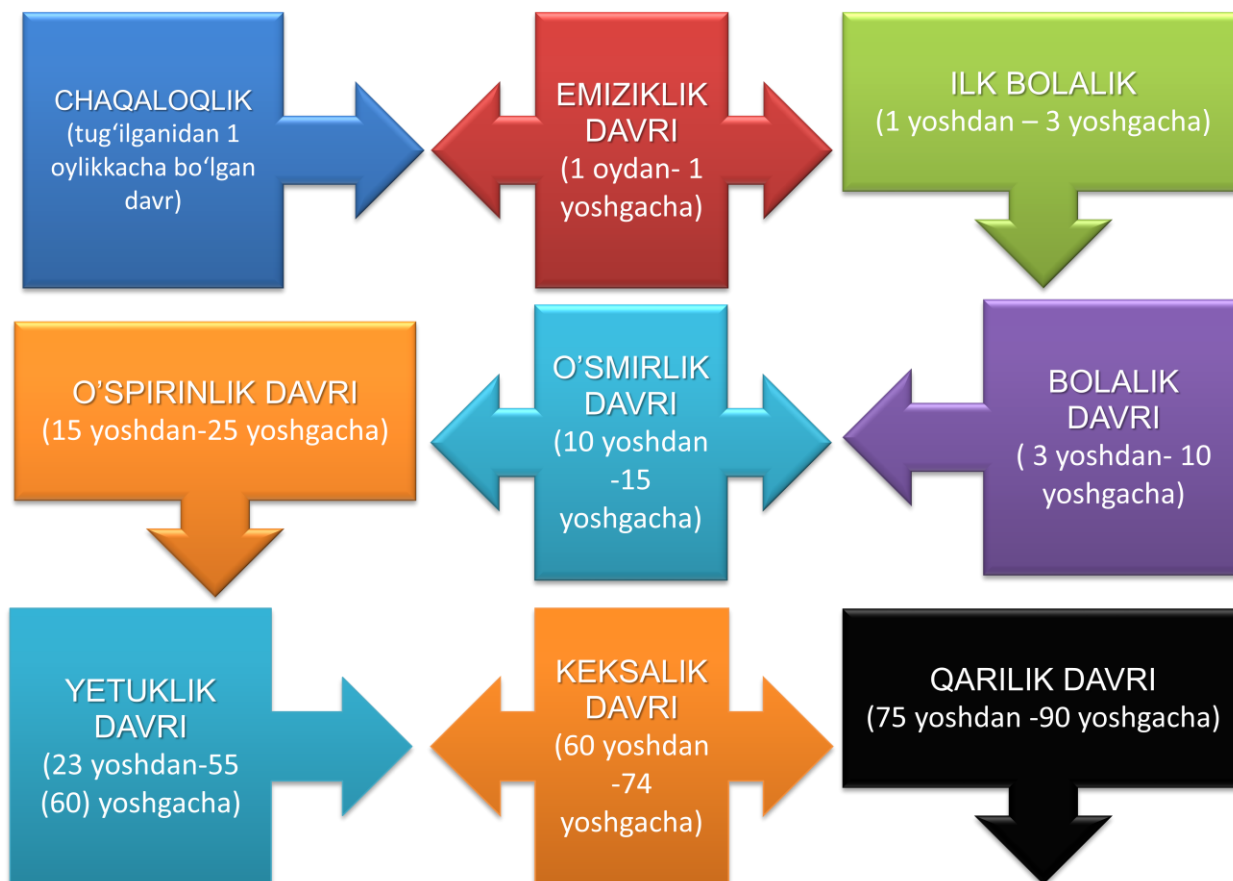 CHAQALOQLIK
(tug‘ilganidan 1
oylikkacha bo‘lgan
davr)
EMIZIKLIK
DAVRI
(1 oydan- 1
yoshgacha)
ILK BOLALIK
(1 yoshdan – 3 yoshgacha)
O’SPIRINLIK DAVRI
(15 yoshdan-25 yoshgacha)
O’SMIRLIK
DAVRI
(10 yoshdan
-15
yoshgacha)
BOLALIK
DAVRI
( 3 yoshdan- 10
yoshgacha)
YETUKLIK
DAVRI
(23 yoshdan-55
(60) yoshgacha)
KEKSALIK
DAVRI
(60 yoshdan
-74
yoshgacha)
QARILIK DAVRI
(75 yoshdan -90 yoshgacha)